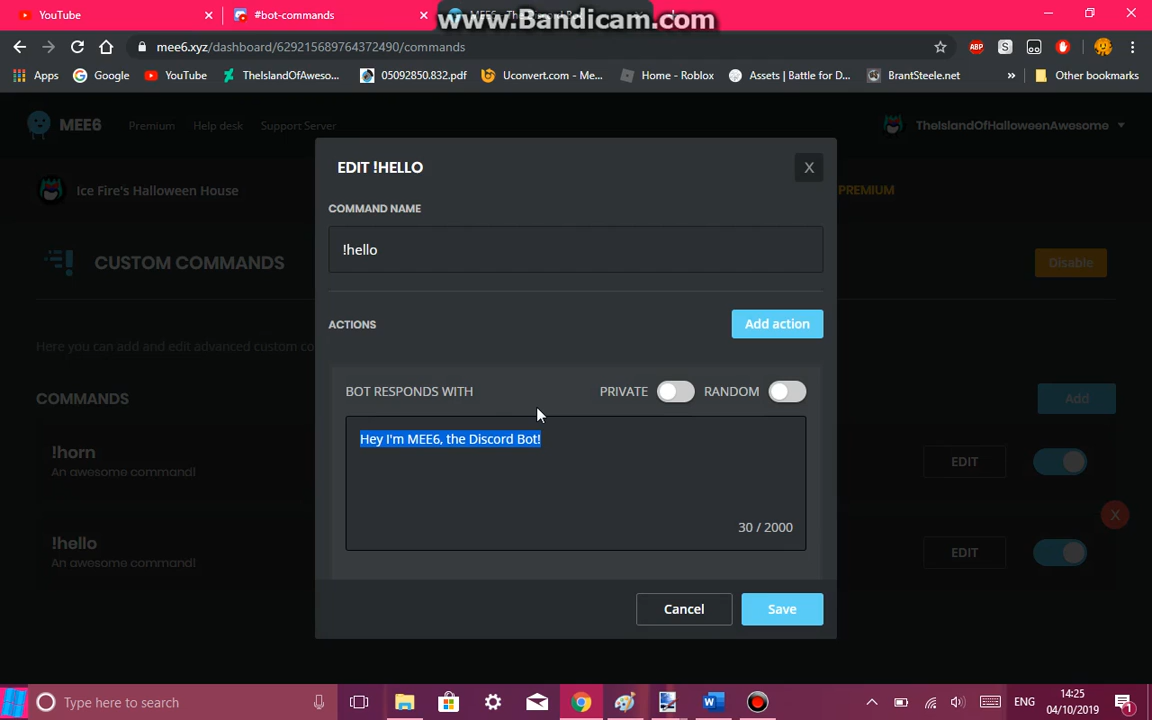 YouTube
#bot-commands
www.Bandicam.com
mee6.xyz/dashboard/629215689764372490/commands
ABP
S
Apps
Google
YouTube
TheIslandOfAweso...
05092850.832.pdf
Uconvert.com - Me...
Home - Roblox
Assets | Battle for D...
BrantSteele.net
»
Other bookmarks
MEE6
Premium
Help desk
Support Server
TheIslandOfHalloweenAwesome
Ice Fire's Halloween House
PREMIUM
EDIT !HELLO
X
COMMAND NAME
!hello
CUSTOM COMMANDS
Disable
ACTIONS
Add action
Here you can add and edit advanced custom co
COMMANDS
Add
BOT RESPONDS WITH
PRIVATE
RANDOM
Hey I'm MEE6, the Discord Bot!
30 / 2000
!horn
An awesome command!
EDIT
!hello
An awesome command!
EDIT
X
Cancel
Save
Type here to search
ENG
14:25
04/10/2019
1